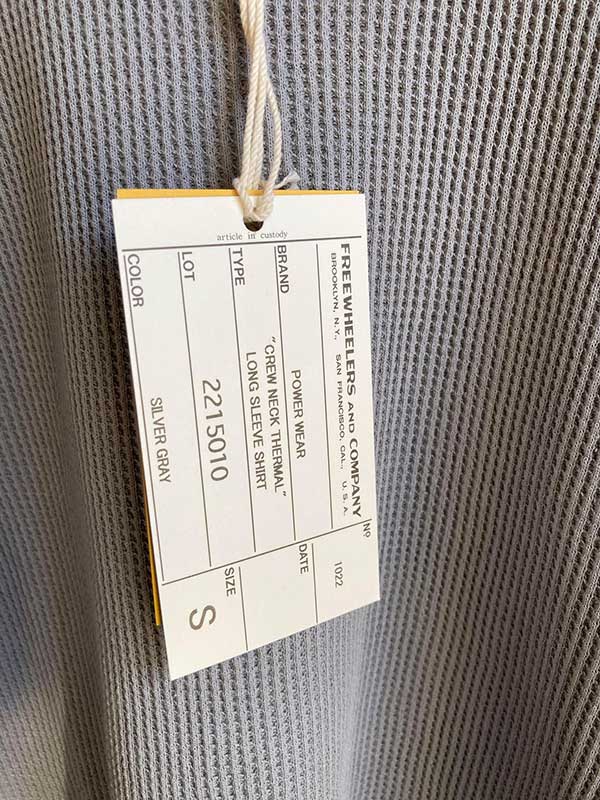 article in custody
FREEWHEELERS AND COMPANY
BROOKLYN, N.Y., SAN FRANCISCO, CAL., U.S.A.
No
1022
BRAND
POWER WEAR
DATE
TYPE
"CREW NECK THERMAL"
LONG SLEEVE SHIRT
LOT
2215010
SIZE
S
COLOR
SILVER GRAY